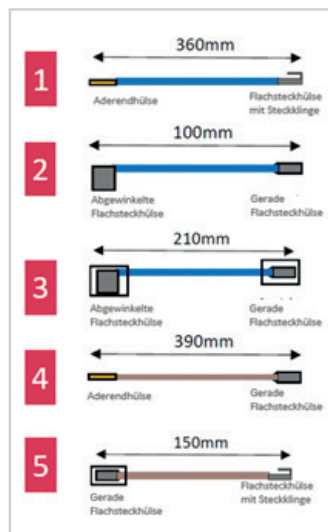 360mm
1
Aderendhülse
Flachsteckhülse
mit Steckklinge
100mm
2
Abgewinkelte
Flachsteckhülse
Gerade
Flachsteckhülse
210mm
3
Abgewinkelte
Flachsteckhülse
Gerade
Flachsteckhülse
390mm
4
Aderendhülse
Gerade
Flachsteckhülse
150mm
5
Gerade
Flachsteckhülse
Flachsteckhülse
mit Steckklinge